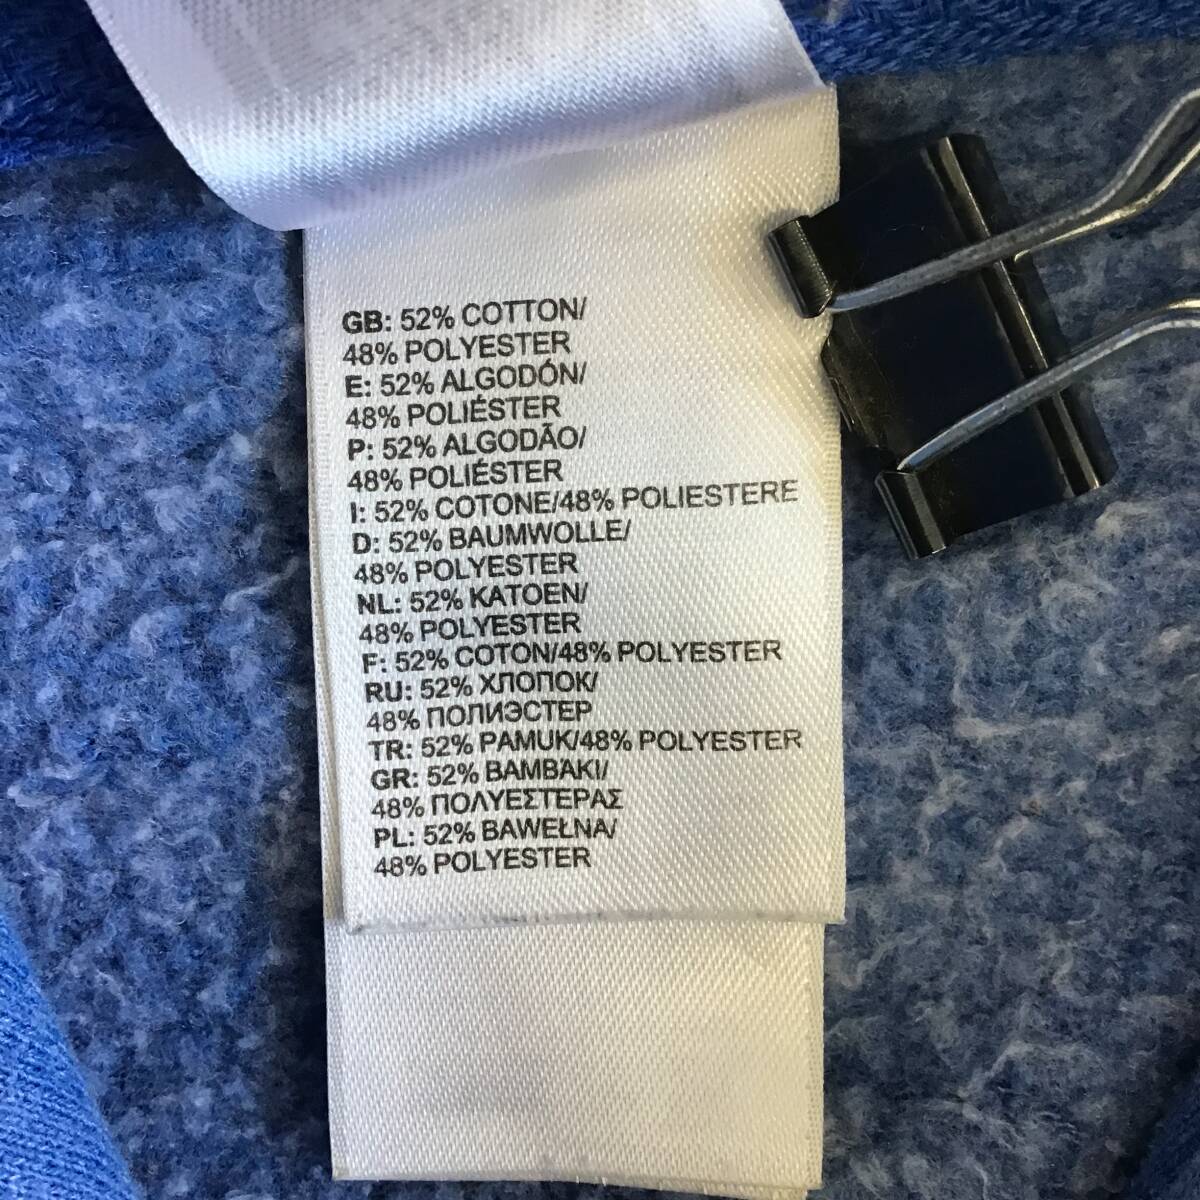 GB: 52% COTTON/
48% POLYESTER
E: 52% ALGODÓN/
48% POLIÉSTER
P: 52% ALGODÃO/
48% POLIÉSTER
I: 52% COTONE/48% POLIESTERE
D: 52% BAUMWOLLE/
48% POLYESTER
NL: 52% KATOEN/
48% POLYESTER
F: 52% COTON/48% POLYESTER
RU: 52% ХЛОПОК/
48% ПОЛИЭСТЕР
TR: 52% PAMUK/48% POLYESTER
GR: 52% ΒΑΜΒΑΚΙ/
48% ΠΟΛΥΕΣΤΕΡΑΣ
PL: 52% BAWEŁNA/
48% POLYESTER